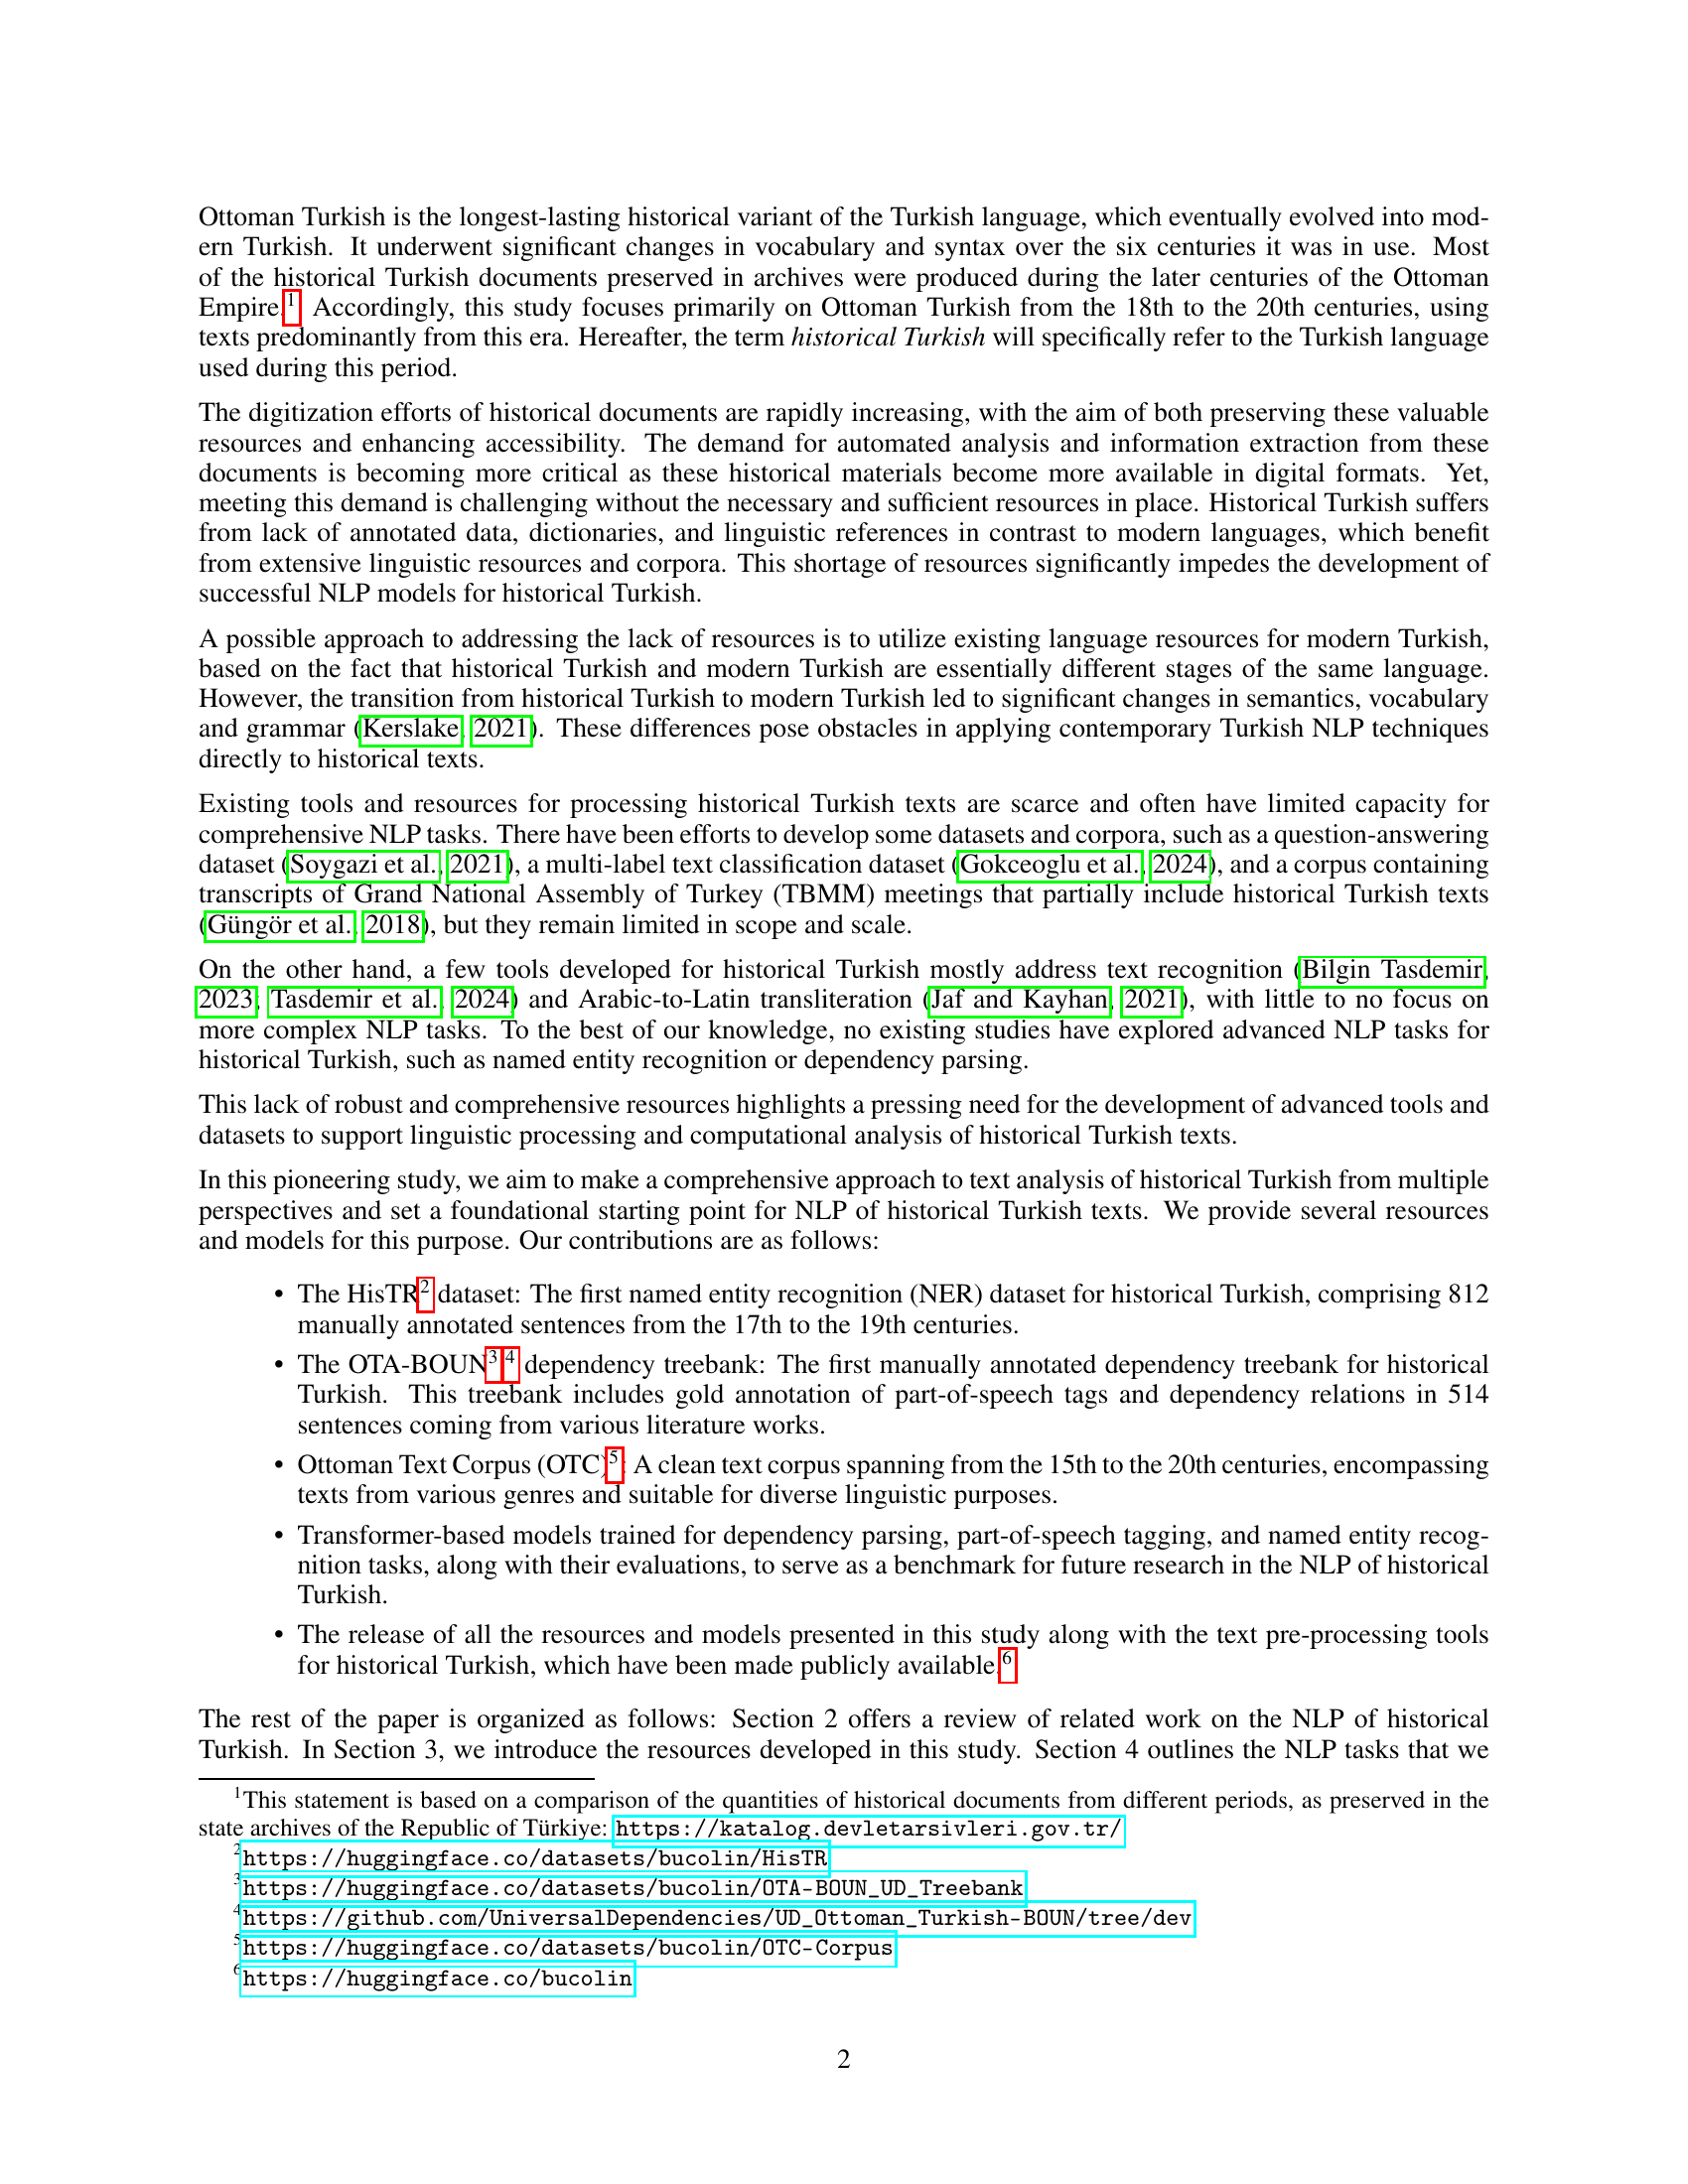 Ottoman Turkish is the longest-lasting historical variant of the Turkish language, which eventually evolved into mod-
ern Turkish. It underwent significant changes in vocabulary and syntax over the six centuries it was in use. Most
of the historical Turkish documents preserved in archives were produced during the later centuries of the Ottoman
Empire.1 Accordingly, this study focuses primarily on Ottoman Turkish from the 18th to the 20th centuries, using
texts predominantly from this era. Hereafter, the term historical Turkish will specifically refer to the Turkish language
used during this period.
The digitization efforts of historical documents are rapidly increasing, with the aim of both preserving these valuable
resources and enhancing accessibility. The demand for automated analysis and information extraction from these
documents is becoming more critical as these historical materials become more available in digital formats. Yet,
meeting this demand is challenging without the necessary and sufficient resources in place. Historical Turkish suffers
from lack of annotated data, dictionaries, and linguistic references in contrast to modern languages, which benefit
from extensive linguistic resources and corpora. This shortage of resources significantly impedes the development of
successful NLP models for historical Turkish.
A possible approach to addressing the lack of resources is to utilize existing language resources for modern Turkish,
based on the fact that historical Turkish and modern Turkish are essentially different stages of the same language.
However, the transition from historical Turkish to modern Turkish led to significant changes in semantics, vocabulary
and grammar (Kerslake, 2021). These differences pose obstacles in applying contemporary Turkish NLP techniques
directly to historical texts.
Existing tools and resources for processing historical Turkish texts are scarce and often have limited capacity for
comprehensive NLP tasks. There have been efforts to develop some datasets and corpora, such as a question-answering
dataset (Soygazi et al., 2021), a multi-label text classification dataset (Gokceoglu et al., 2024), and a corpus containing
transcripts of Grand National Assembly of Turkey (TBMM) meetings that partially include historical Turkish texts
(Güngör et al., 2018), but they remain limited in scope and scale.
On the other hand, a few tools developed for historical Turkish mostly address text recognition (Bilgin Tasdemir,
2023; Tasdemir et al., 2024) and Arabic-to-Latin transliteration (Jaf and Kayhan, 2021), with little to no focus on
more complex NLP tasks. To the best of our knowledge, no existing studies have explored advanced NLP tasks for
historical Turkish, such as named entity recognition or dependency parsing.
This lack of robust and comprehensive resources highlights a pressing need for the development of advanced tools and
datasets to support linguistic processing and computational analysis of historical Turkish texts.
In this pioneering study, we aim to make a comprehensive approach to text analysis of historical Turkish from multiple
perspectives and set a foundational starting point for NLP of historical Turkish texts. We provide several resources
and models for this purpose. Our contributions are as follows:
• The HisTR2 dataset: The first named entity recognition (NER) dataset for historical Turkish, comprising 812
manually annotated sentences from the 17th to the 19th centuries.
• The OTA-BOUN3 4 dependency treebank: The first manually annotated dependency treebank for historical
Turkish. This treebank includes gold annotation of part-of-speech tags and dependency relations in 514
sentences coming from various literature works.
• Ottoman Text Corpus (OTC)5: A clean text corpus spanning from the 15th to the 20th centuries, encompassing
texts from various genres and suitable for diverse linguistic purposes.
• Transformer-based models trained for dependency parsing, part-of-speech tagging, and named entity recog-
nition tasks, along with their evaluations, to serve as a benchmark for future research in the NLP of historical
Turkish.
• The release of all the resources and models presented in this study along with the text pre-processing tools
for historical Turkish, which have been made publicly available.6
The rest of the paper is organized as follows: Section 2 offers a review of related work on the NLP of historical
Turkish. In Section 3, we introduce the resources developed in this study. Section 4 outlines the NLP tasks that we
1This statement is based on a comparison of the quantities of historical documents from different periods, as preserved in the
state archives of the Republic of Türkiye: https://katalog.devletarsivleri.gov.tr/
2https://huggingface.co/datasets/bucolin/HisTR
3https://huggingface.co/datasets/bucolin/OTA-BOUN_UD_Treebank
4https://github.com/UniversalDependencies/UD_Ottoman_Turkish-BOUN/tree/dev
5https://huggingface.co/datasets/bucolin/OTC-Corpus
6https://huggingface.co/bucolin
2